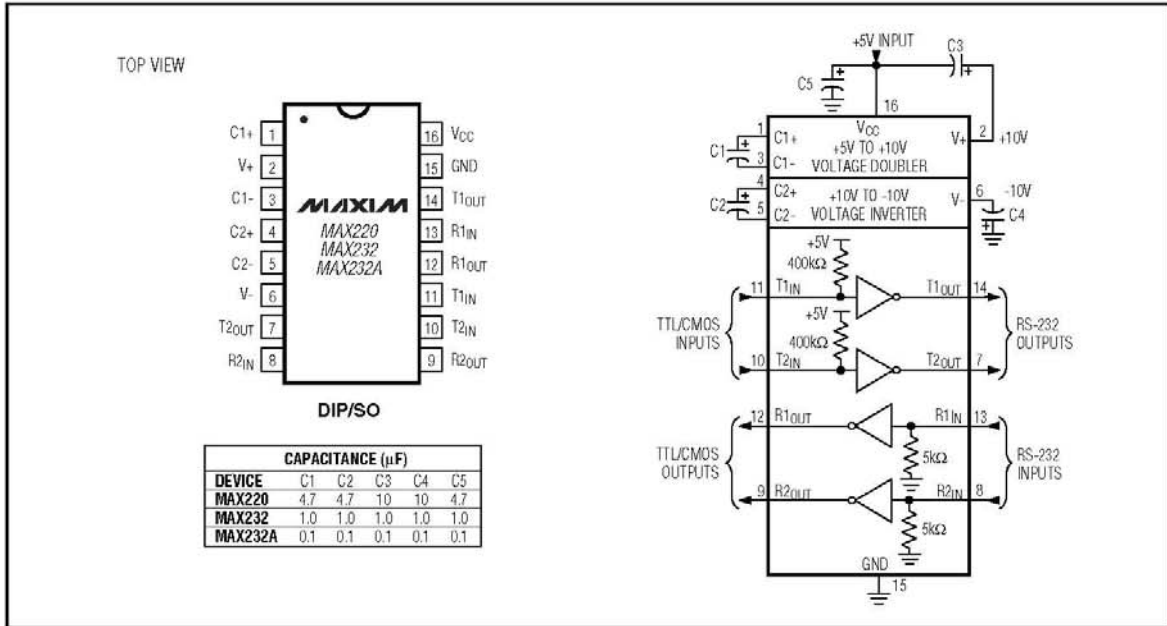 TOP VIEW
C1+ 1
V+ 2
C1- 3
C2+ 4
C2- 5
V- 6
T2OUT 7
R2IN 8
16 VCC
15 GND
14 T1OUT
13 R1IN
12 R1OUT
11 T1IN
10 T2IN
9 R2OUT
MAXIM
MAX220
MAX232
MAX232A
DIP/SO
CAPACITANCE (μF)
DEVICE C1 C2 C3 C4 C5
MAX220 4.7 4.7 10 10 4.7
MAX232 1.0 1.0 1.0 1.0 1.0
MAX232A 0.1 0.1 0.1 0.1 0.1
+5V INPUT
C3
+
C5
+
16
VCC
1
C1+
C1
+
3
C1-
+5V TO +10V
VOLTAGE DOUBLER
V+
2
+10V
4
C2+
C2
+
5
C2-
+10V TO -10V
VOLTAGE INVERTER
V-
6
-10V
C4
+
+5V
400kΩ
11
T1IN
T1OUT
14
+5V
400kΩ
TTL/CMOS
INPUTS
RS-232
OUTPUTS
10
T2IN
T2OUT
7
12
R1OUT
R1IN
13
5kΩ
TTL/CMOS
OUTPUTS
RS-232
INPUTS
9
R2OUT
R2IN
8
5kΩ
GND
15